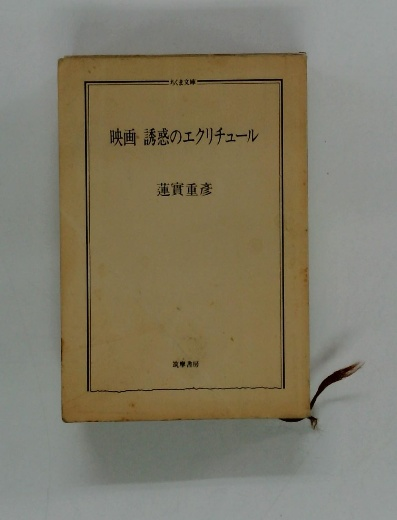 ちくま文庫
映画 誘惑のエクリチュール
蓮實重彥
筑摩書房